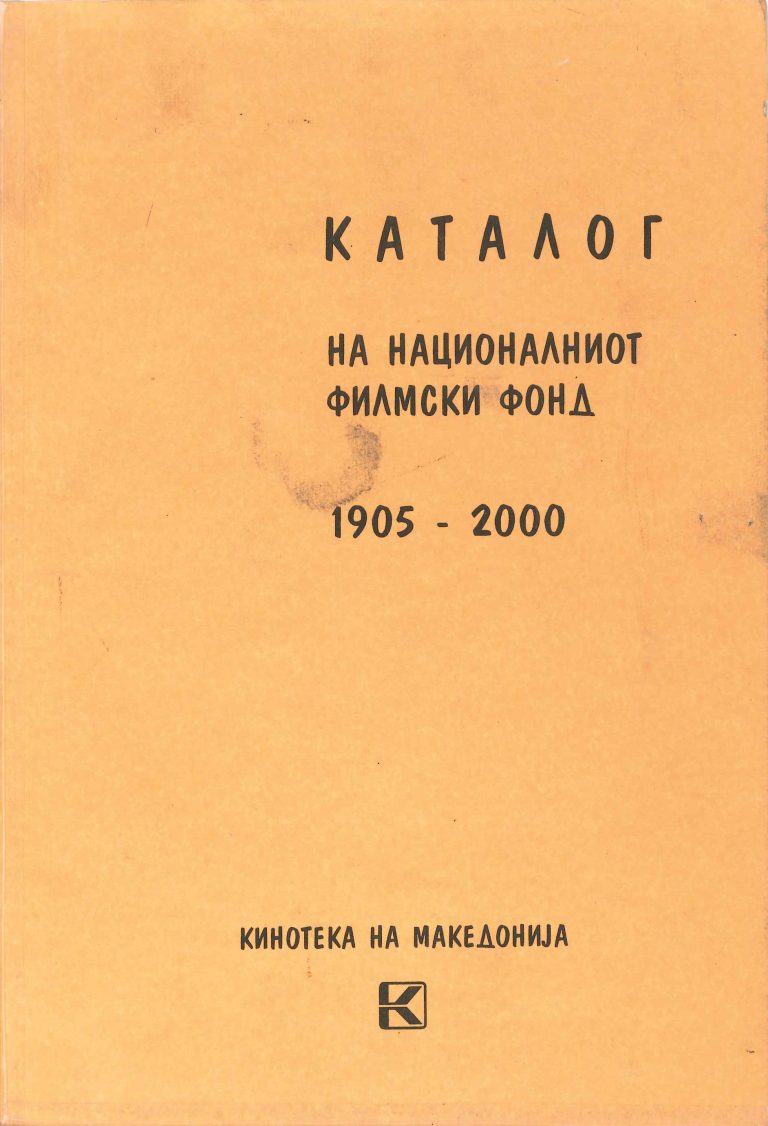 КАТАЛОГ
НА НАЦИОНАЛНИОТ
ФИЛМСКИ ФОНД
1905 - 2000
КИНОТЕКА НА МАКЕДОНИЈА
К